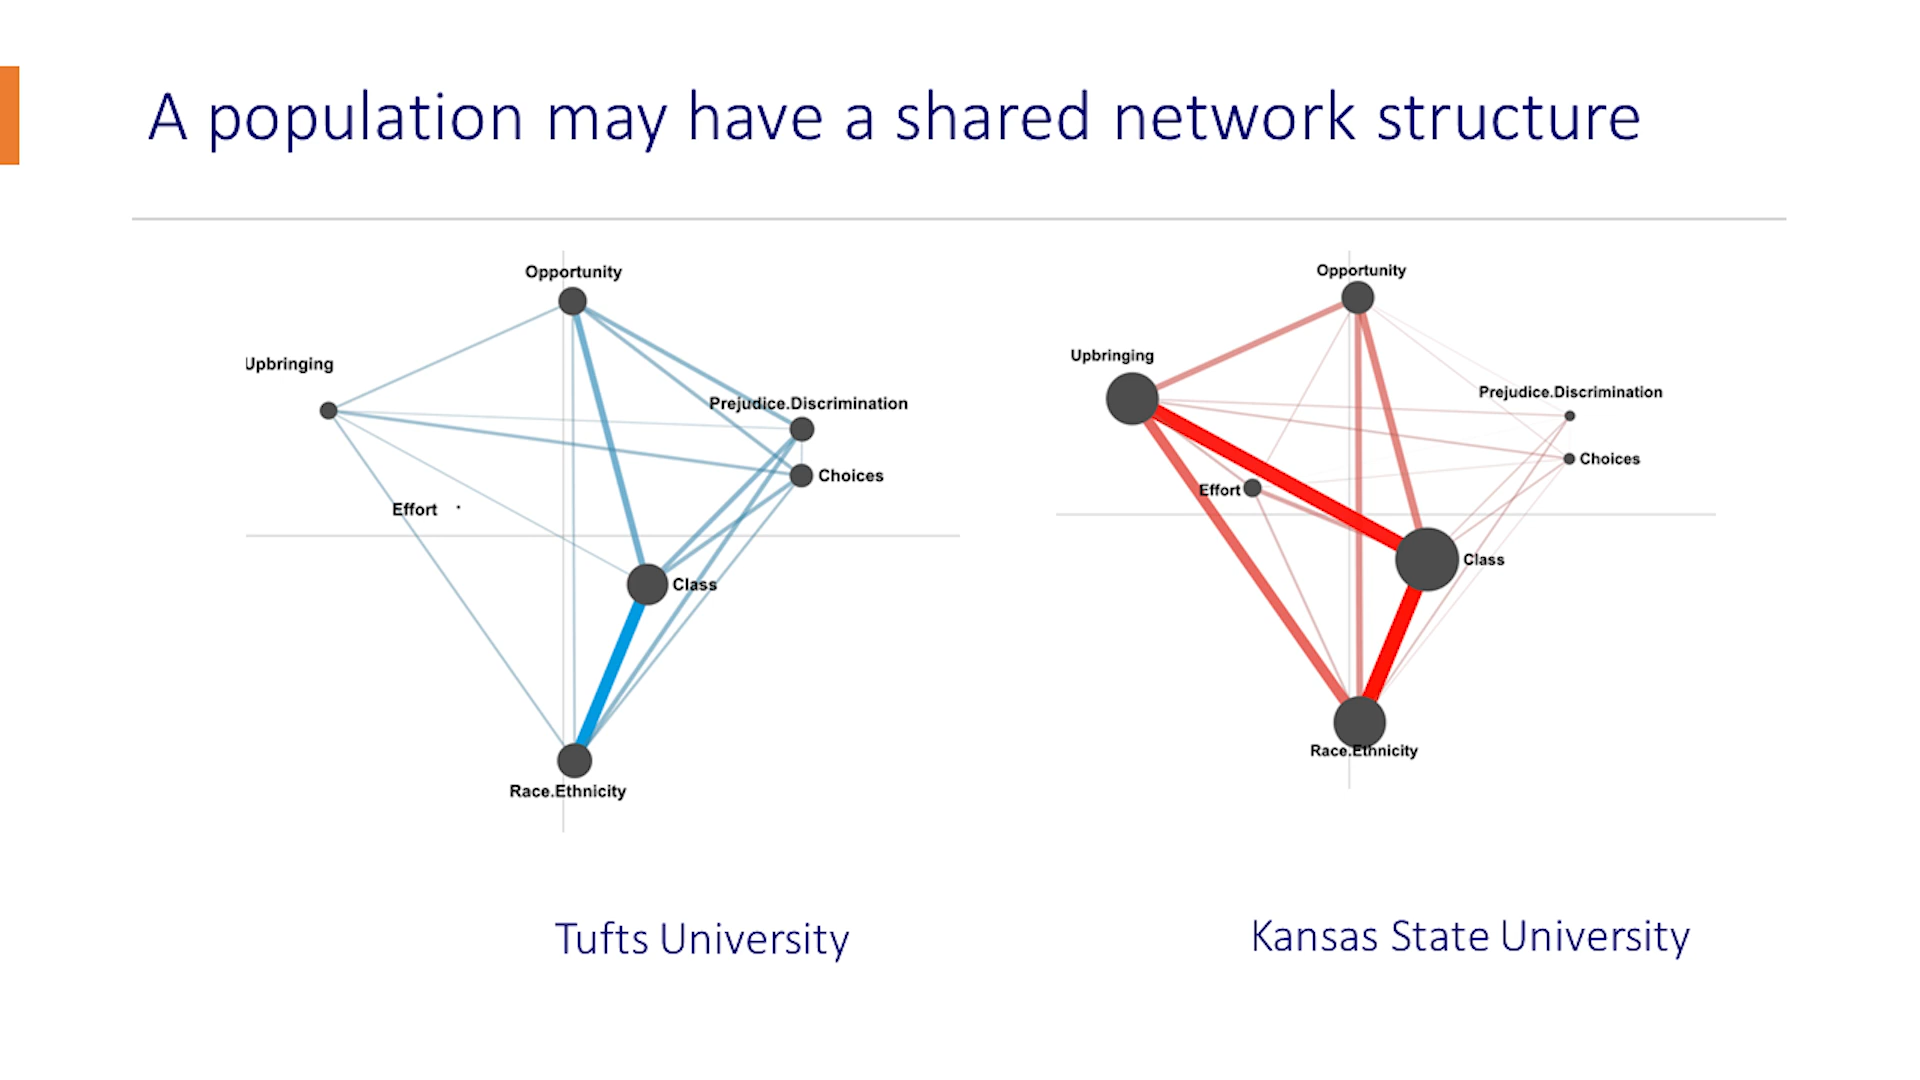 A population may have a shared network structure
Opportunity
Upbringing
Prejudice.Discrimination
Choices
Effort
Class
Race.Ethnicity
Opportunity
Upbringing
Prejudice.Discrimination
Choices
Effort
Class
Race.Ethnicity
Tufts University
Kansas State University